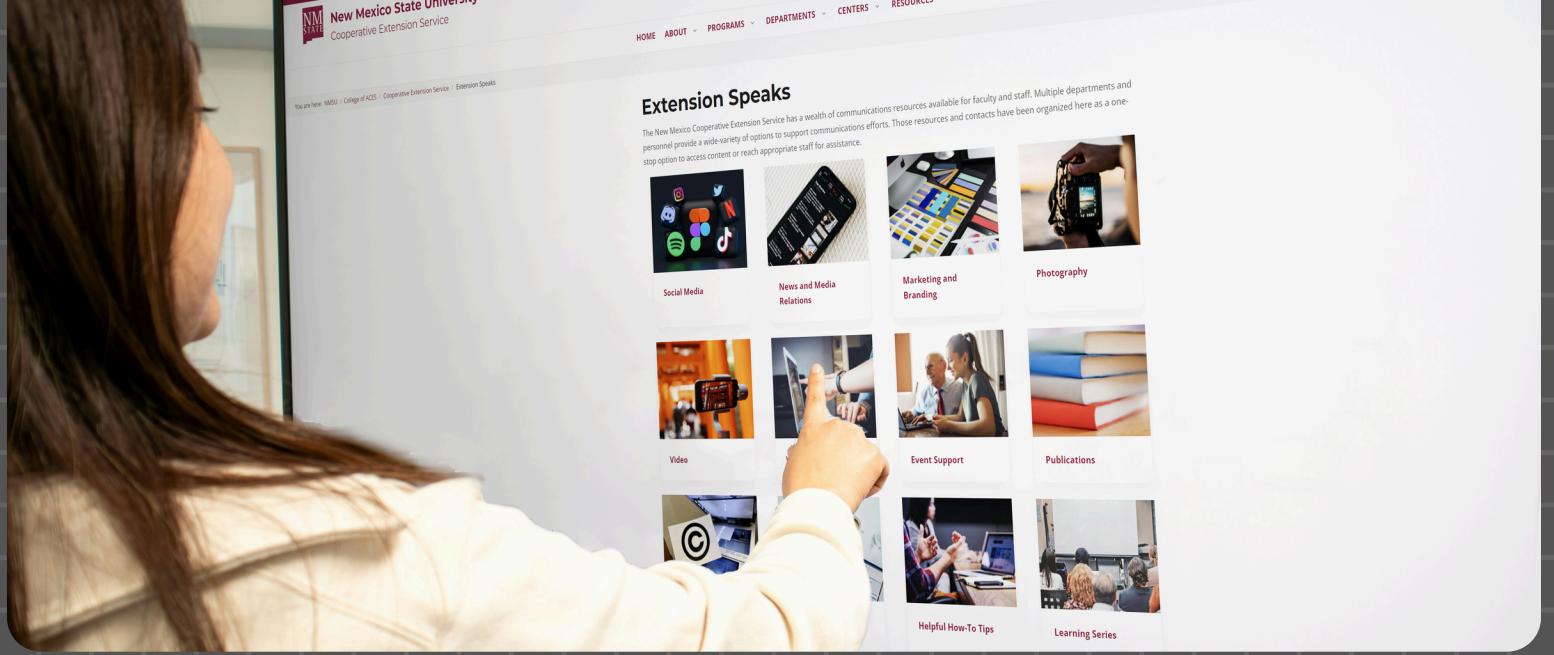 NM
STATE
New Mexico State University
Cooperative Extension Service
HOME ABOUT PROGRAMS DEPARTMENTS CENTERS RESOURCES
You are here: NMSU / College of ACES / Cooperative Extension Service / Extension Speaks
Extension Speaks
The New Mexico Cooperative Extension Service has a wealth of communications resources available for faculty and staff. Multiple departments and
personnel provide a wide-variety of options to support communications efforts. Those resources and contacts have been organized here as a one-
stop option to access content or reach appropriate staff for assistance.
Social Media
News and Media
Relations
Marketing and
Branding
Photography
Video
Event Support
Publications
©
Helpful How-To Tips
Learning Series